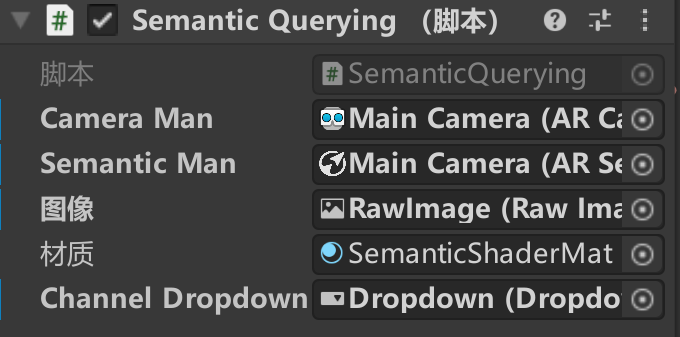 Semantic Querying （脚本）
脚本 SemanticQuerying
Camera Man Main Camera (AR Ca
Semantic Man Main Camera (AR Se
图像 RawImage (Raw Ima
材质 SemanticShaderMat
Channel Dropdown Dropdown (Dropdo